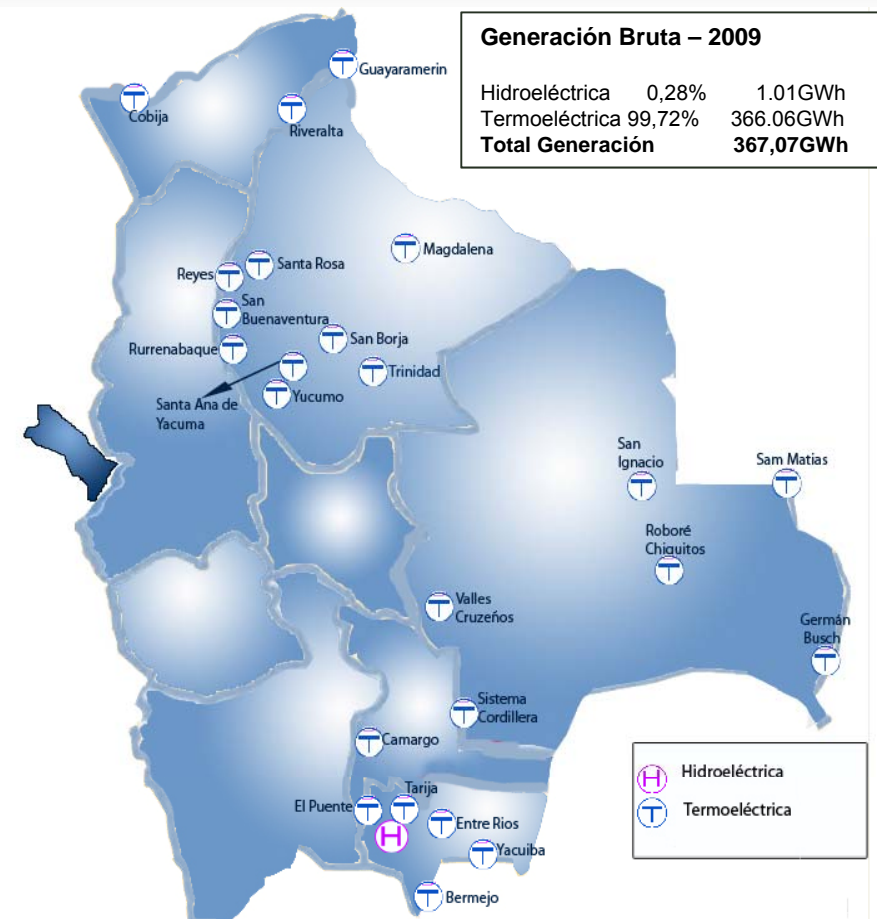 Generación Bruta – 2009
Hidroeléctrica 0,28% 1.01GWh
Termoeléctrica 99,72% 366.06GWh
Total Generación 367,07GWh
Guayaramerin
Cobija
Riveralta
Magdalena
Santa Rosa
Reyes
San
Buenaventura
San Borja
Rurrenabaque
Trinidad
Santa Ana de
Yacuma
Yucumo
San
Ignacio
Sam Matias
Roboré
Chiquitos
Valles
Cruzeños
Germán
Busch
Sistema
Cordillera
Camargo
Tarija
El Puente
Entre Rios
Yacuiba
Bermejo
H Hidroeléctrica
T Termoeléctrica